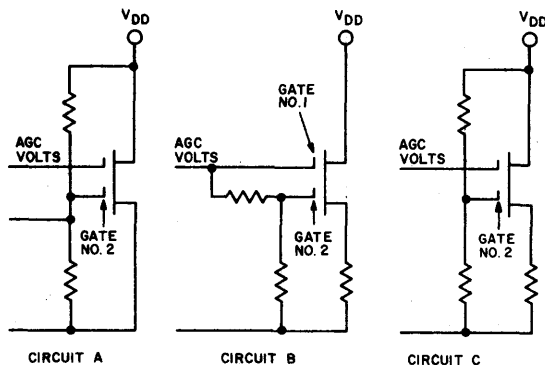 VDD
AGC
VOLTS
GATE
NO. 2
CIRCUIT A
VDD
GATE
NO. 1
AGC
VOLTS
GATE
NO. 2
CIRCUIT B
VDD
AGC
VOLTS
GATE
NO. 2
CIRCUIT C